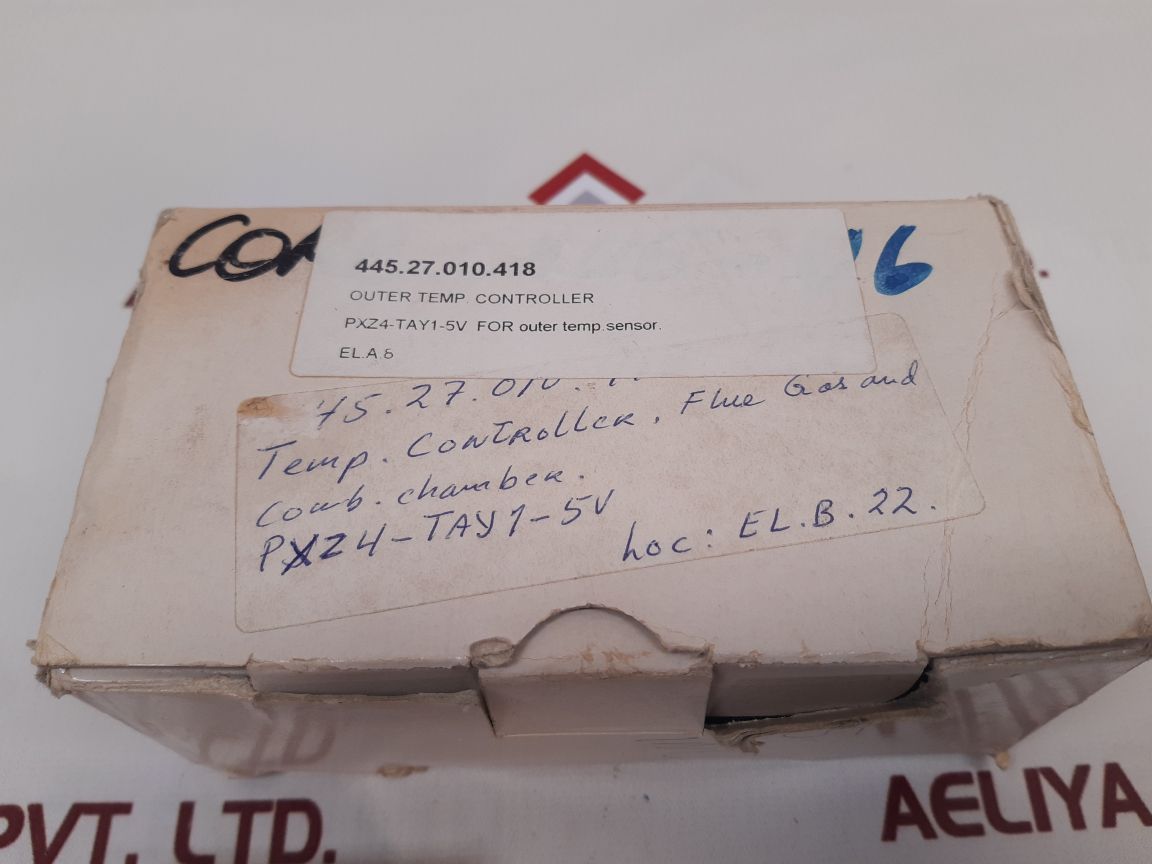 445.27.010.418
OUTER TEMP. CONTROLLER
PXZ4-TAY1-5V FOR outer temp.sensor.
EL.A.8
45.27.010.
Temp. CONTROLLER. Flue Gas and
Comb. chamber.
PXZ4-TAY1-5V
Loc: EL.B.22.
PVT. LTD.
AELIYA